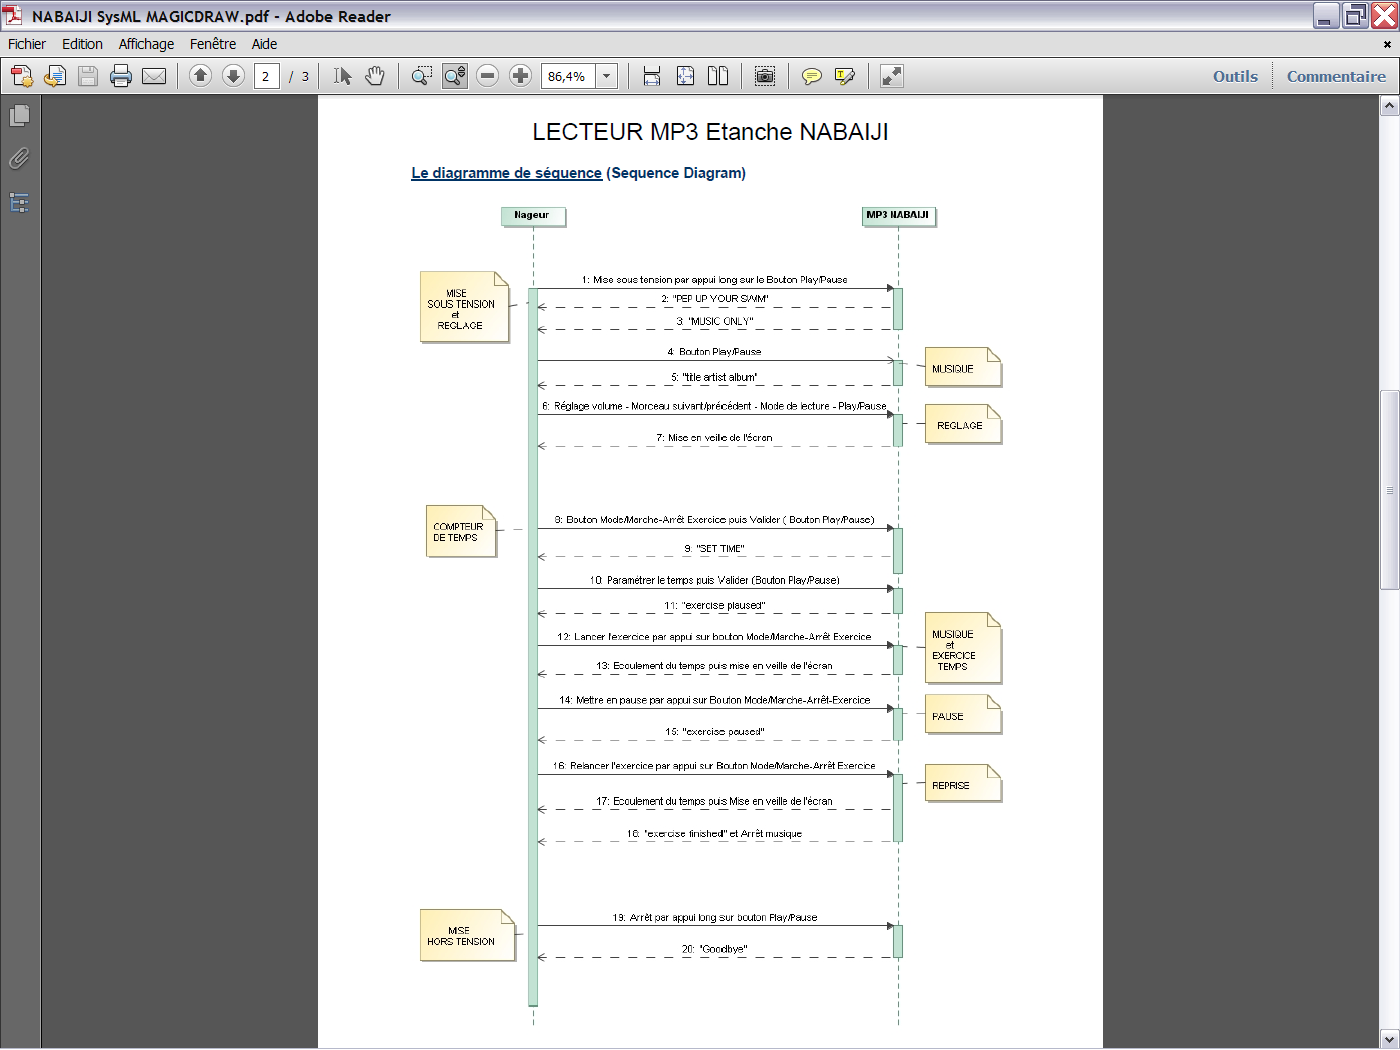 NABAIJI SysML MAGICDRAW.pdf - Adobe Reader
Fichier Edition Affichage Fenêtre Aide
2 / 3 86,4% Outils Commentaire
LECTEUR MP3 Etanche NABAIJI
Le diagramme de séquence (Sequence Diagram)
Nageur
MP3 NABAIJI
MISE
SOUS TENSION
et
REGLAGE
1: Mise sous tension par appui long sur le Bouton Play/Pause
2: "PEP UP YOUR SWIM"
3: "MUSIC ONLY"
4: Bouton Play/Pause
MUSIQUE
5: "title artist album"
6: Réglage volume - Morceau suivant/précédent - Mode de lecture - Play/Pause
REGLAGE
7: Mise en veille de l'écran
COMPTEUR
DE TEMPS
8: Bouton Mode/Marche-Arrêt Exercice puis Valider ( Bouton Play/Pause)
9: "SET TIME"
10: Paramétrer le temps puis Valider (Bouton Play/Pause)
11: "exercise plaused"
12: Lancer l'exercice par appui sur bouton Mode/Marche-Arrêt Exercice
MUSIQUE
et
EXERCICE
TEMPS
13: Ecoulement du temps puis mise en veille de l'écran
14: Mettre en pause par appui sur Bouton Mode/Marche-Arrêt-Exercice
PAUSE
15: "exercise paused"
16: Relancer l'exercice par appui sur Bouton Mode/Marche-Arrêt Exercice
REPRISE
17: Ecoulement du temps puis Mise en veille de l'écran
18: "exercise finished" et Arrêt musique
MISE
HORS TENSION
19: Arrêt par appui long sur bouton Play/Pause
20: "Goodbye"